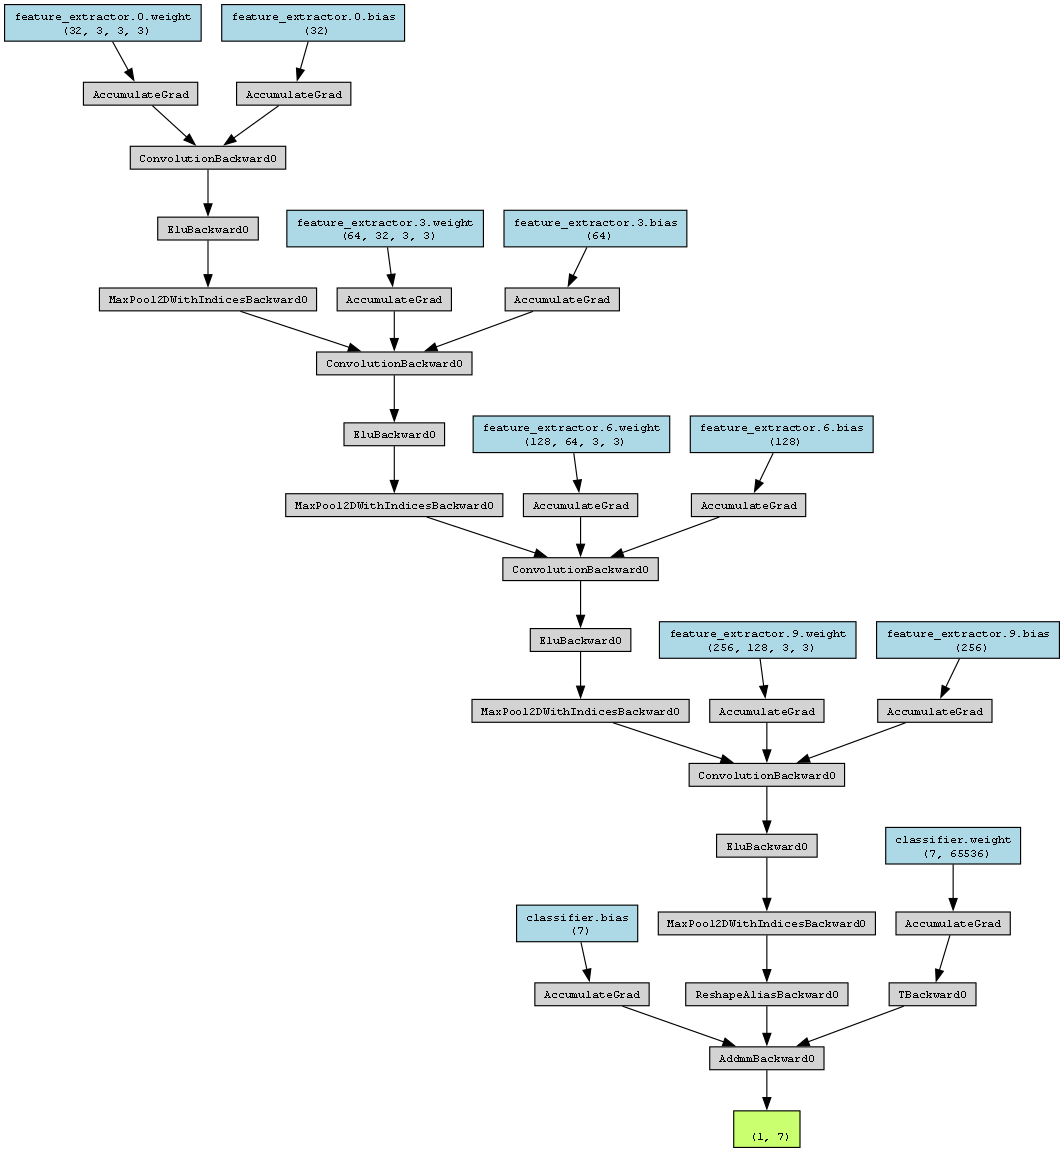 feature_extractor.0.weight
(32, 3, 3, 3)
feature_extractor.0.bias
(32)
AccumulateGrad
AccumulateGrad
ConvolutionBackward0
EluBackward0
feature_extractor.3.weight
(64, 32, 3, 3)
feature_extractor.3.bias
(64)
MaxPool2DWithIndicesBackward0
AccumulateGrad
AccumulateGrad
ConvolutionBackward0
EluBackward0
feature_extractor.6.weight
(128, 64, 3, 3)
feature_extractor.6.bias
(128)
MaxPool2DWithIndicesBackward0
AccumulateGrad
AccumulateGrad
ConvolutionBackward0
EluBackward0
feature_extractor.9.weight
(256, 128, 3, 3)
feature_extractor.9.bias
(256)
MaxPool2DWithIndicesBackward0
AccumulateGrad
AccumulateGrad
ConvolutionBackward0
EluBackward0
classifier.weight
(7, 65536)
classifier.bias
(7)
MaxPool2DWithIndicesBackward0
AccumulateGrad
AccumulateGrad
ReshapeAliasBackward0
TBackward0
AddmmBackward0
(1, 7)